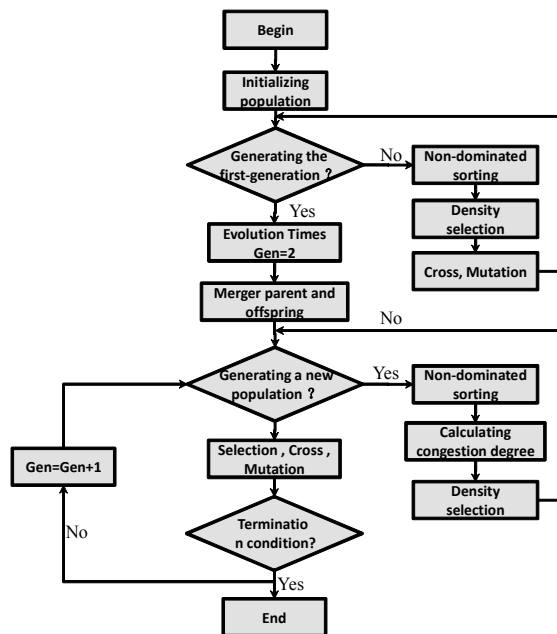 Begin
Initializing
population
Generating the
first-generation ?
No
Non-dominated
sorting
Yes
Density
selection
Evolution Times
Gen=2
Cross, Mutation
Merger parent and
offspring
No
Generating a new
population ?
Yes
Non-dominated
sorting
Selection , Cross ,
Mutation
Calculating
congestion degree
Gen=Gen+1
Density
selection
Terminatio
n condition?
No
Yes
End